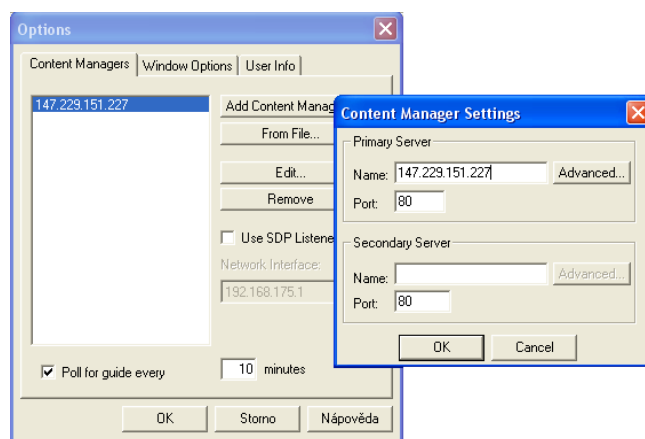 Options
Content Managers Window Options User Info
147.229.151.227
Add Content Manag
From File...
Edit...
Remove
Use SDP Listene
Network Interface:
192.168.175.1
Poll for guide every 10 minutes
OK Storno Nápověda
Content Manager Settings
Primary Server
Name: 147.229.151.227 Advanced...
Port: 80
Secondary Server
Name: Advanced...
Port: 80
OK Cancel